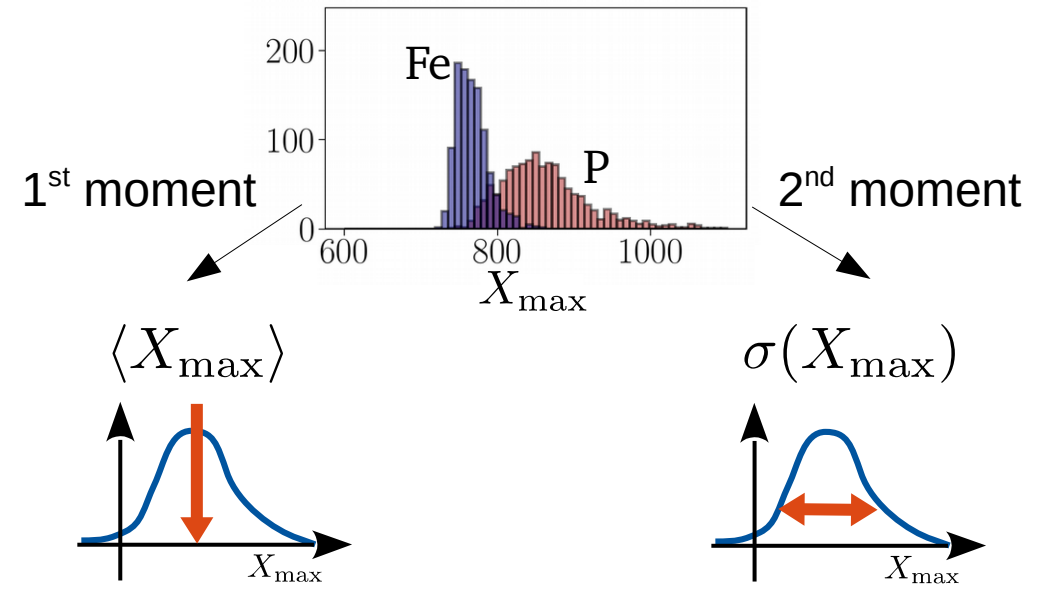 200
Fe
100
P
1st moment
2nd moment
0
600 800 1000
Xmax
⟨Xmax⟩
σ(Xmax)
Xmax
Xmax